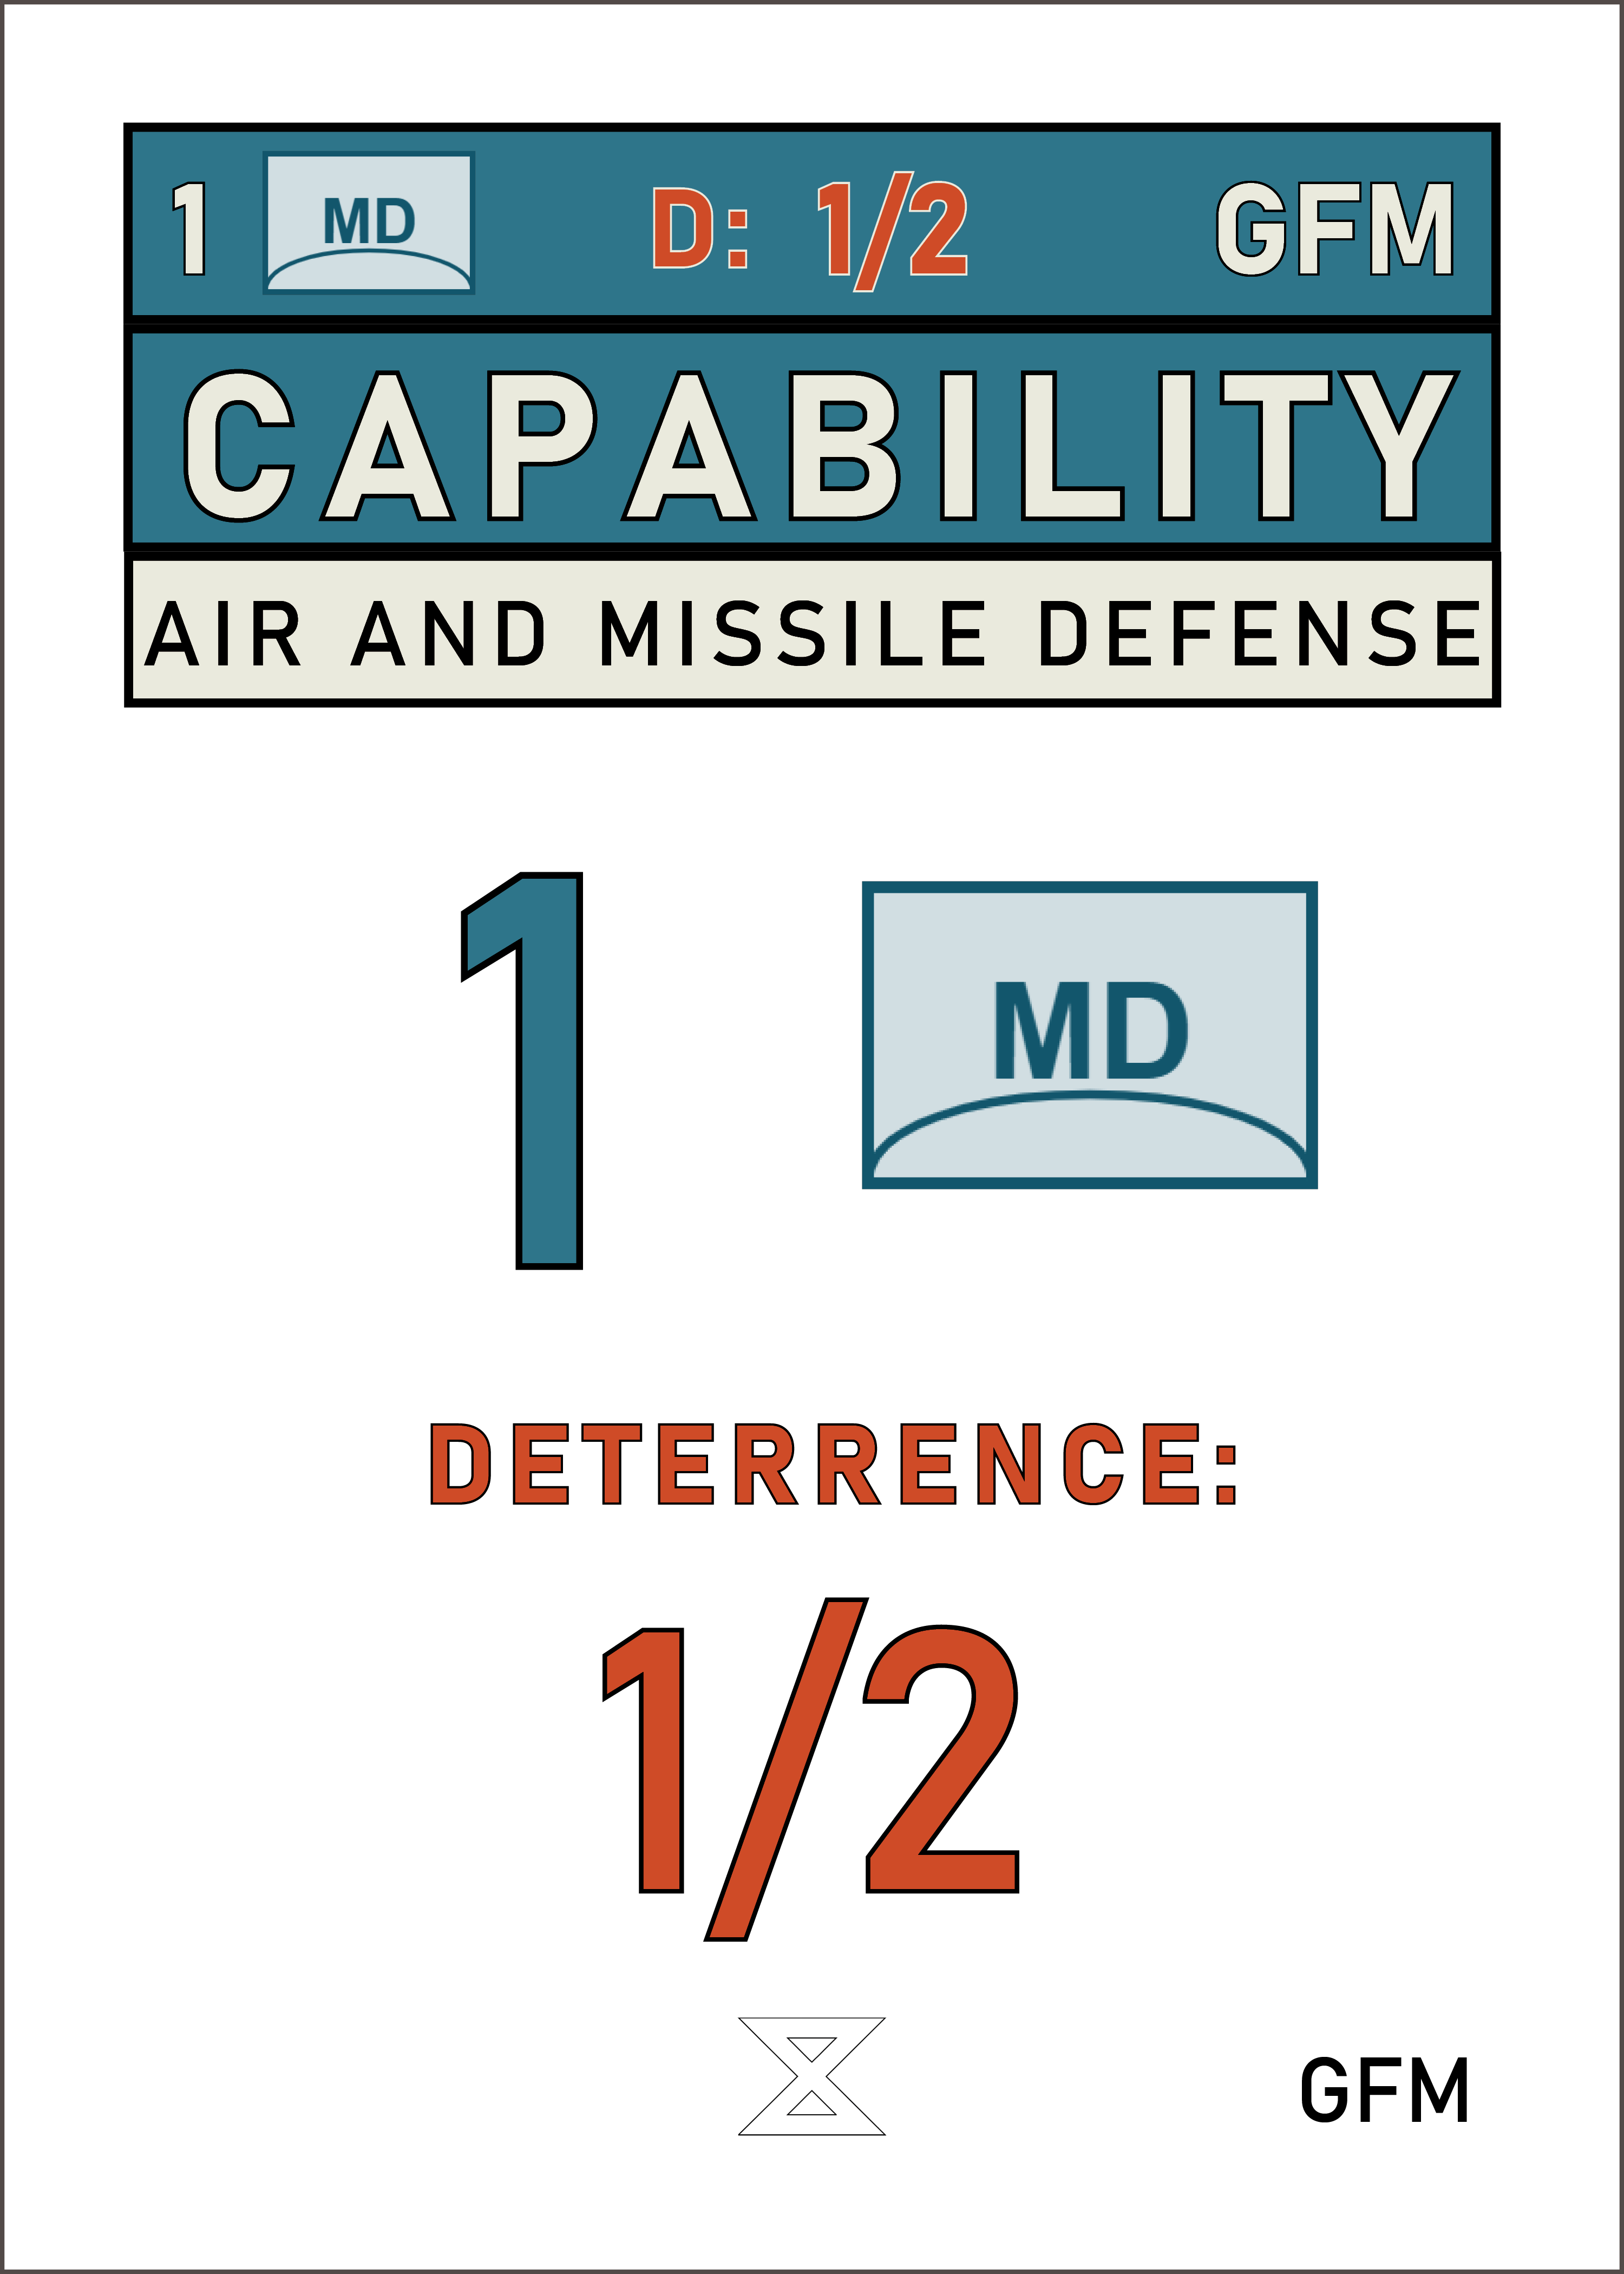 1 MD D: 1/2 GFM
CAPABILITY
AIR AND MISSILE DEFENSE
1 MD
DETERRENCE:
1/2
GFM